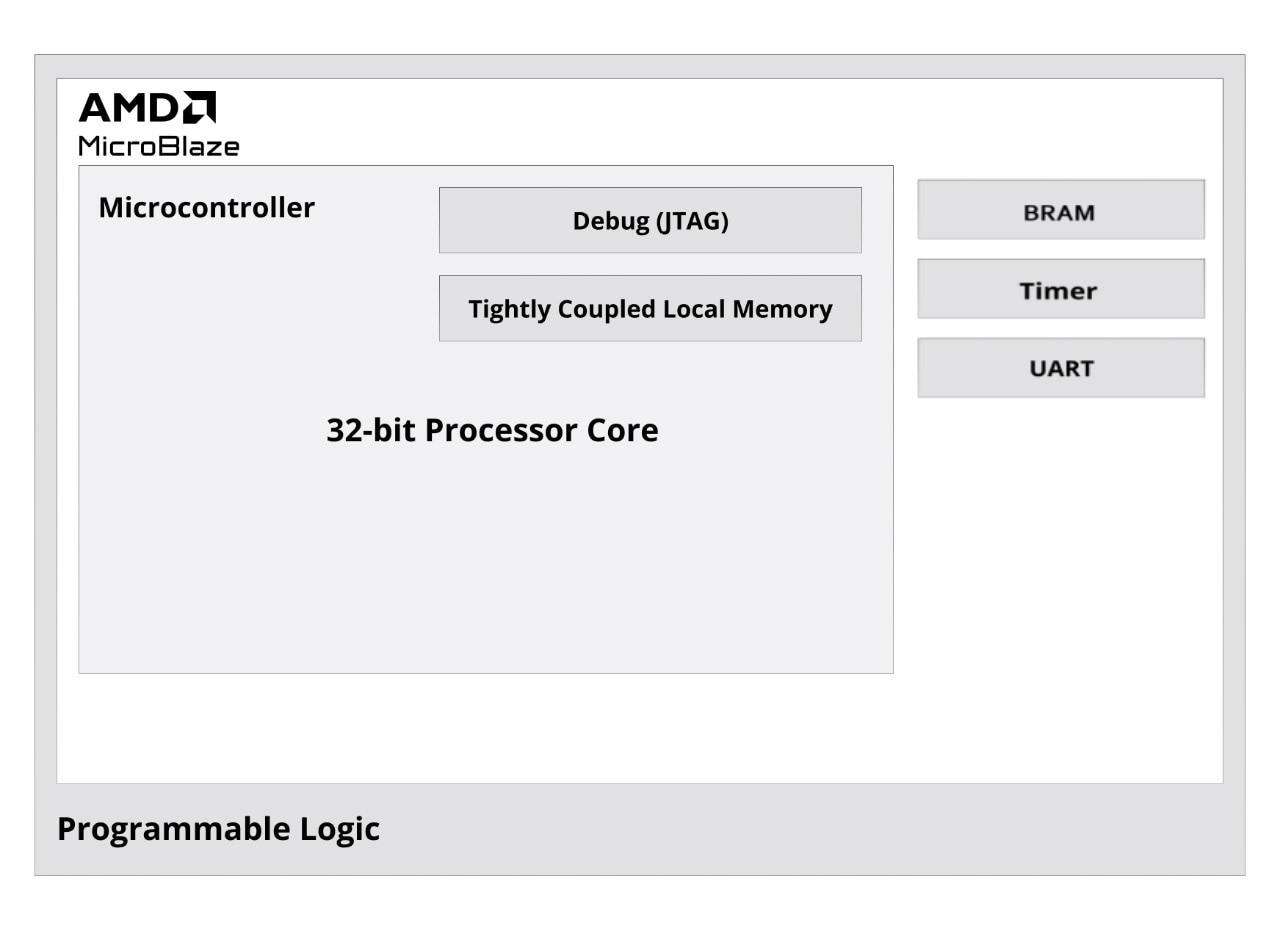 AMD
MicroBlaze
Microcontroller
Debug (JTAG)
Tightly Coupled Local Memory
32-bit Processor Core
BRAM
Timer
UART
Programmable Logic